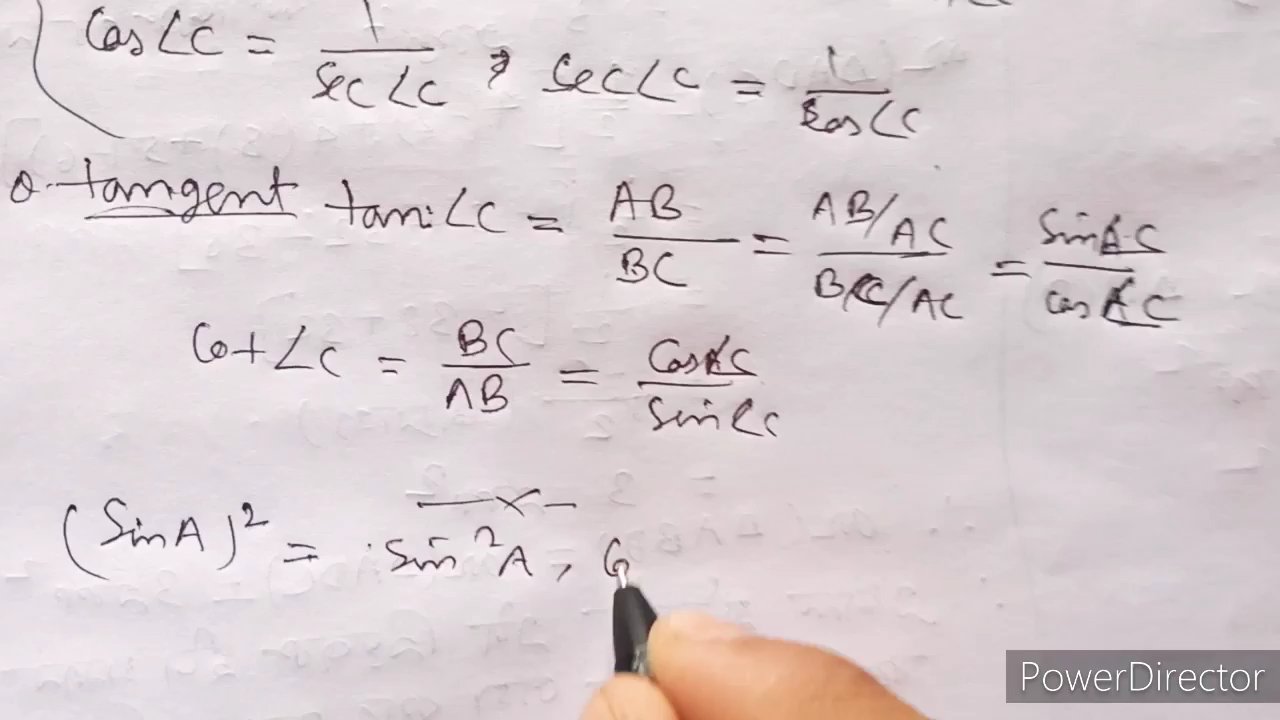 Cos∠C = 1/Sec∠C , Sec∠C = 1/Cos∠C
tangent tan∠C = AB/BC = (AB/AC)/(BC/AC) = Sin∠C/Cos∠C
Cot∠C = BC/AB = Cos∠C/Sin∠C
(SinA)² = Sin²A, Co
PowerDirector